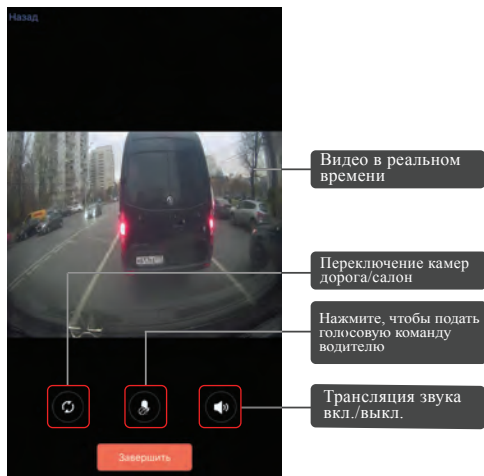 Назад
Видео в реальном
времени
Переключение камер
дорога/салон
Нажмите, чтобы подать
голосовую команду
водителю
Трансляция звука
вкл./выкл.
Завершить